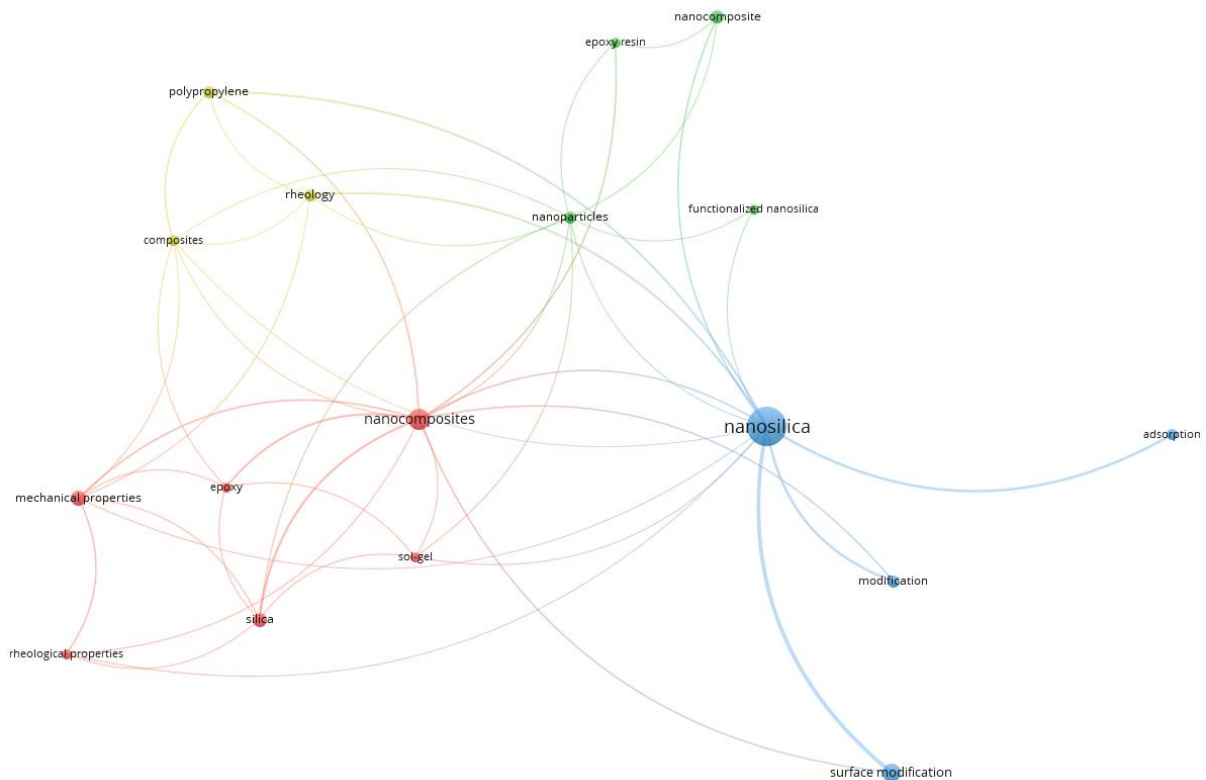 nanocomposite
epoxy resin
polypropylene
rheology
functionalized nanosilica
nanoparticles
composites
nanocomposites
nanosilica
adsorption
epoxy
mechanical properties
sol-gel
modification
silica
rheological properties
surface modification